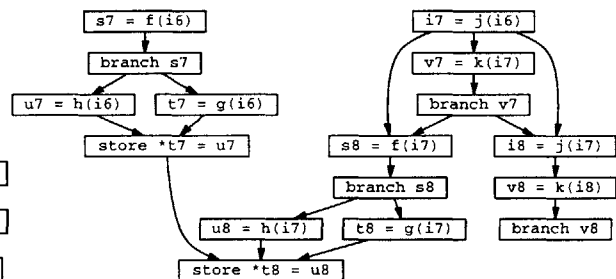 s7 = f(i6)
i7 = j(i6)
branch s7
v7 = k(i7)
u7 = h(i6)
t7 = g(i6)
branch v7
store *t7 = u7
s8 = f(i7)
i8 = j(i7)
branch s8
v8 = k(i8)
u8 = h(i7)
t8 = g(i7)
branch v8
store *t8 = u8